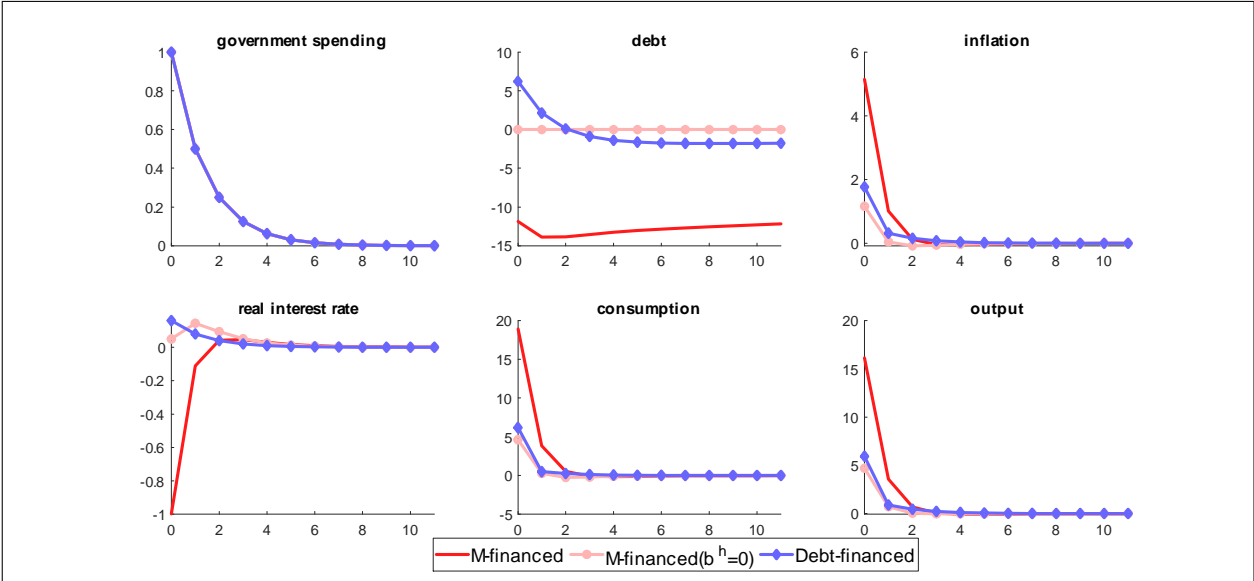 government spending
1
0.8
0.6
0.4
0.2
0
0 2 4 6 8 10
debt
10
5
0
-5
-10
-15
0 2 4 6 8 10
inflation
6
4
2
0
0 2 4 6 8 10
real interest rate
0
-0.2
-0.4
-0.6
-0.8
-1
0 2 4 6 8 10
consumption
20
15
10
5
0
-5
0 2 4 6 8 10
output
20
15
10
5
0
0 2 4 6 8 10
M-financed M-financed(b^h=0) Debt-financed